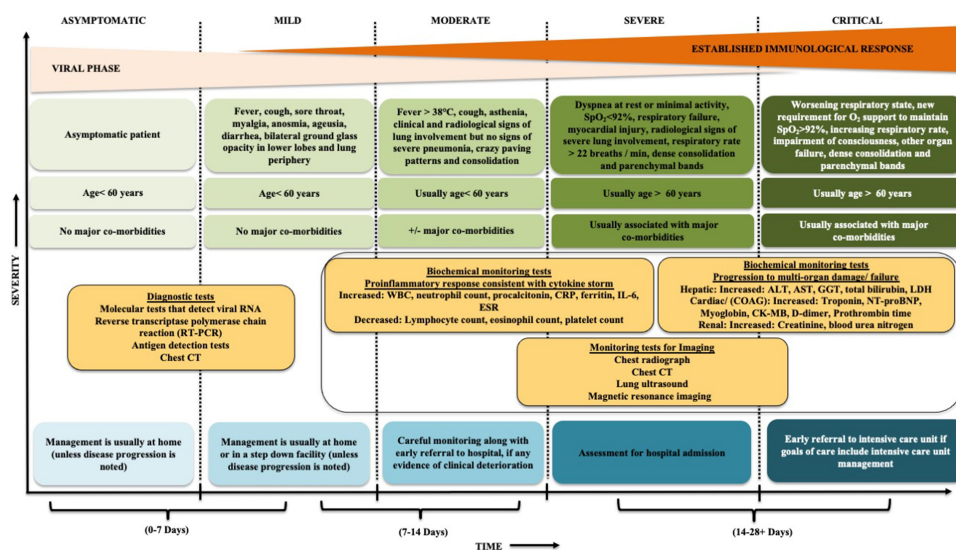 ASYMPTOMATIC
MILD
MODERATE
SEVERE
CRITICAL
ESTABLISHED IMMUNOLOGICAL RESPONSE
VIRAL PHASE
Asymptomatic patient
Fever, cough, sore throat,
myalgia, anosmia, ageusia,
diarrhea, bilateral ground glass
opacity in lower lobes and lung
periphery
Fever > 38°C, cough, asthenia,
clinical and radiological signs of
lung involvement but no signs of
severe pneumonia, crazy paving
patterns and consolidation
Dyspnea at rest or minimal activity,
SpO₂<92%, respiratory failure,
myocardial injury, radiological signs of
severe lung involvement, respiratory rate
> 22 breaths / min, dense consolidation
and parenchymal bands
Worsening respiratory state, new
requirement for O₂ support to maintain
SpO₂>92%, increasing respiratory rate,
impairment of consciousness, other organ
failure, dense consolidation and
parenchymal bands
Age< 60 years
Age< 60 years
Usually age< 60 years
Usually age > 60 years
Usually age > 60 years
No major co-morbidities
No major co-morbidities
+/- major co-morbidities
Usually associated with major
co-morbidities
Usually associated with major
co-morbidities
SEVERITY
Diagnostic tests
Molecular tests that detect viral RNA
Reverse transcriptase polymerase chain
reaction (RT-PCR)
Antigen detection tests
Chest CT
Biochemical monitoring tests
Proinflammatory response consistent with cytokine storm
Increased: WBC, neutrophil count, procalcitonin, CRP, ferritin, IL-6,
ESR
Decreased: Lymphocyte count, eosinophil count, platelet count
Biochemical monitoring tests
Progression to multi-organ damage/ failure
Hepatic: Increased: ALT, AST, GGT, total bilirubin, LDH
Cardiac/ (COAG): Increased: Troponin, NT-proBNP,
Myoglobin, CK-MB, D-dimer, Prothrombin time
Renal: Increased: Creatinine, blood urea nitrogen
Monitoring tests for Imaging
Chest radiograph
Chest CT
Lung ultrasound
Magnetic resonance imaging
Management is usually at home
(unless disease progression is
noted)
Management is usually at home
or in a step down facility (unless
disease progression is noted)
Careful monitoring along with
early referral to hospital, if any
evidence of clinical deterioration
Assessment for hospital admission
Early referral to intensive care unit if
goals of care include intensive care unit
management
(0-7 Days)
(7-14 Days)
(14-28+ Days)
TIME